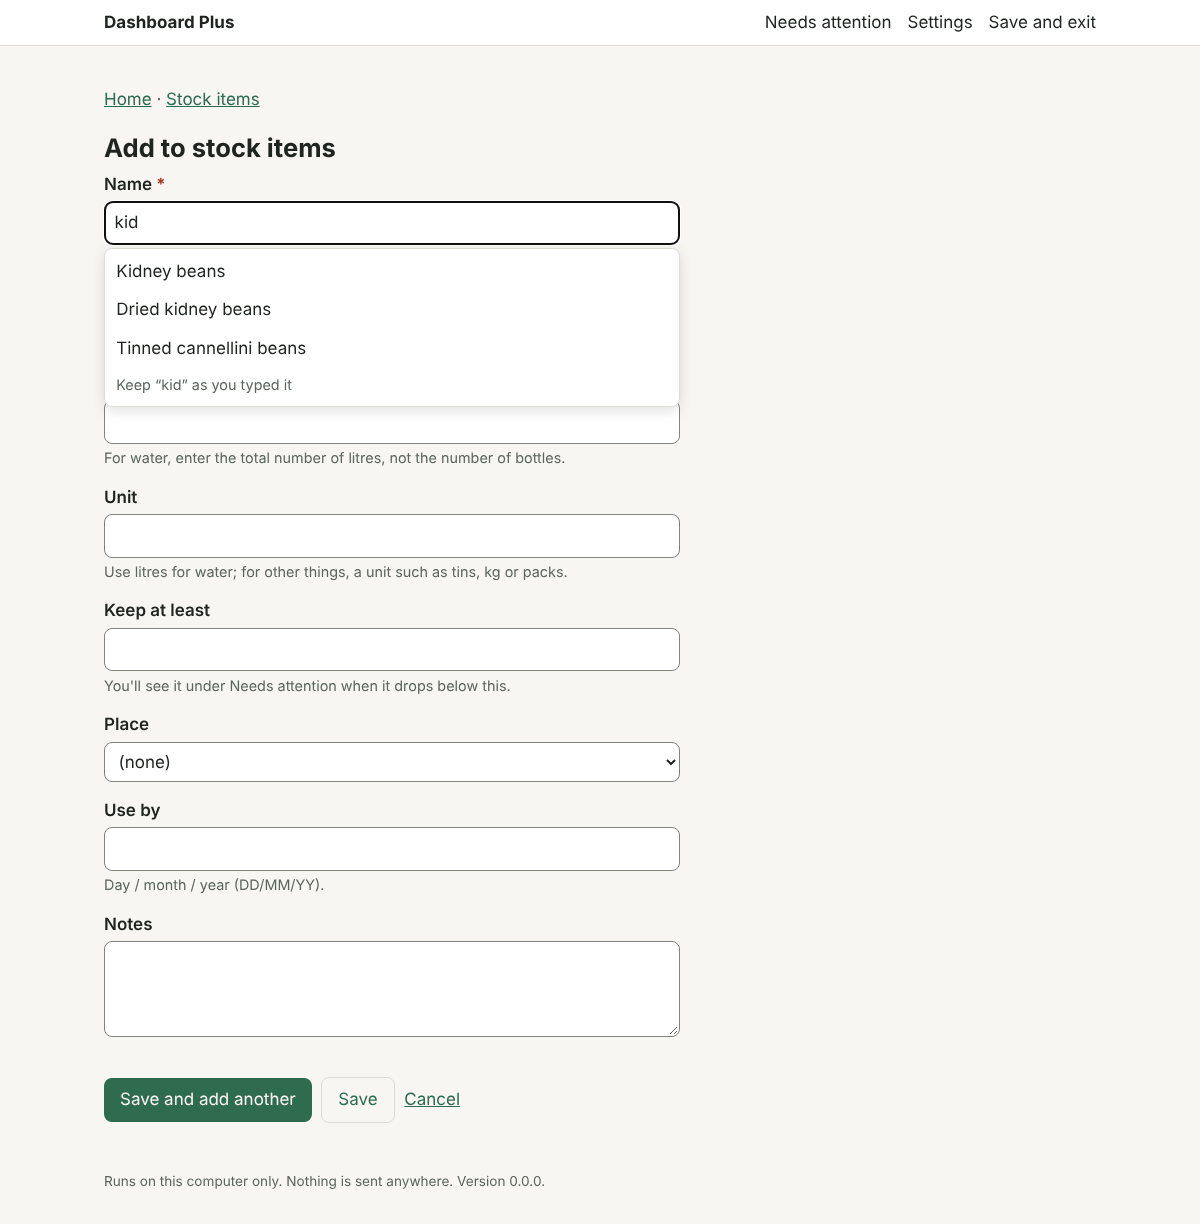 Dashboard Plus
Needs attention Settings Save and exit
Home · Stock items
Add to stock items
Name *
kid
Kidney beans
Dried kidney beans
Tinned cannellini beans
Keep “kid” as you typed it
For water, enter the total number of litres, not the number of bottles.
Unit
Use litres for water; for other things, a unit such as tins, kg or packs.
Keep at least
You'll see it under Needs attention when it drops below this.
Place
(none)
Use by
Day / month / year (DD/MM/YY).
Notes
Save and add another Save Cancel
Runs on this computer only. Nothing is sent anywhere. Version 0.0.0.